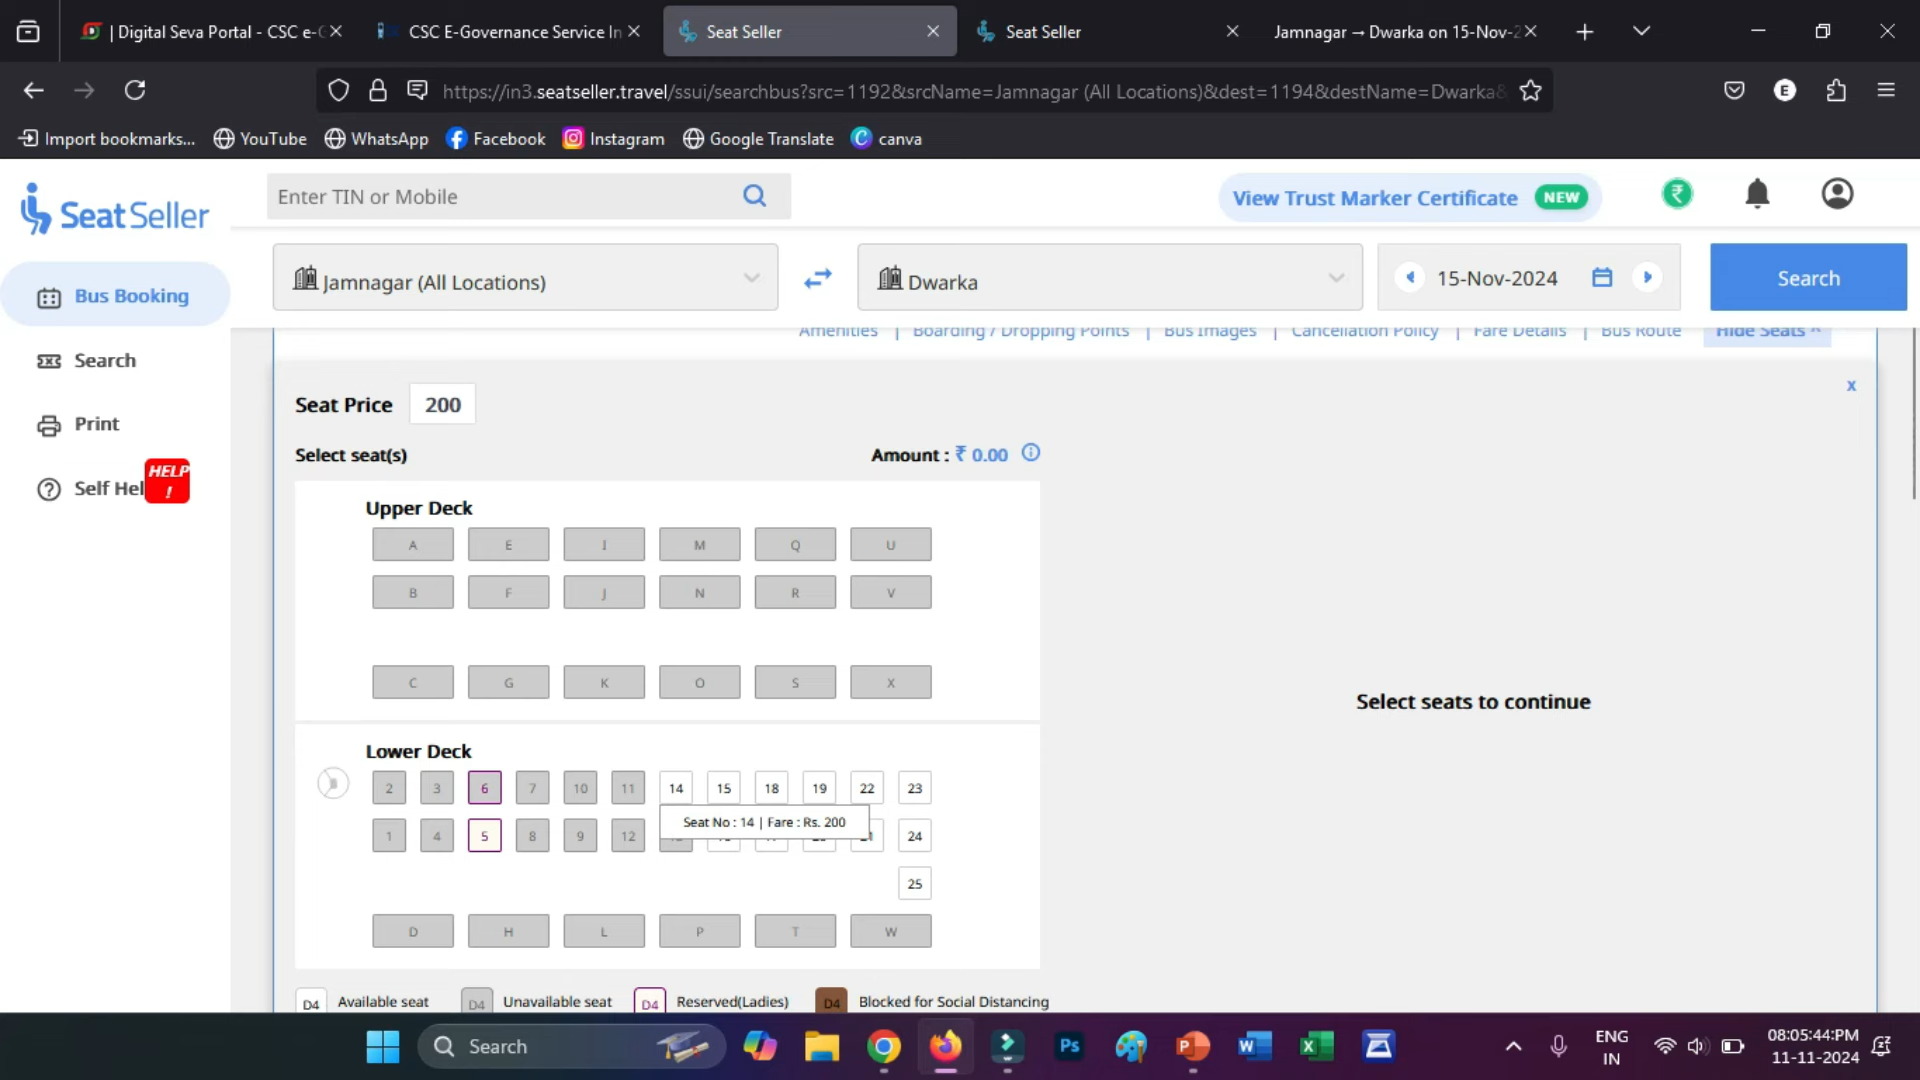 | Digital Seva Portal - CSC e-G
CSC E-Governance Service In
Seat Seller
Seat Seller
Jamnagar → Dwarka on 15-Nov-2
https://in3.seatseller.travel/ssui/searchbus?src=1192&srcName=Jamnagar (All Locations)&dest=1194&destName=Dwarka&
E
Import bookmarks...
YouTube
WhatsApp
Facebook
Instagram
Google Translate
canva
SeatSeller
Enter TIN or Mobile
View Trust Marker Certificate NEW
₹
Jamnagar (All Locations)
Dwarka
15-Nov-2024
Search
Bus Booking
Search
Print
Self Hel
HELP
!
Amenities | Boarding / Dropping Points | Bus Images | Cancellation Policy | Fare Details | Bus Route
Hide Seats ^
x
Seat Price 200
Select seat(s)
Amount : ₹ 0.00
Upper Deck
A E I M Q U
B F J N R V
C G K O S X
Select seats to continue
Lower Deck
2 3 6 7 10 11 14 15 18 19 22 23
Seat No : 14 | Fare : Rs. 200
1 4 5 8 9 12 24
25
D H L P T W
D4 Available seat
D4 Unavailable seat
D4 Reserved(Ladies)
D4 Blocked for Social Distancing
Search
Ps
P
W
X
ENG
IN
08:05:44:PM
11-11-2024